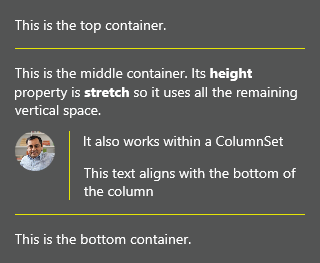 This is the top container.
This is the middle container. Its height
property is stretch so it uses all the remaining
vertical space.
It also works within a ColumnSet
This text aligns with the bottom of
the column
This is the bottom container.